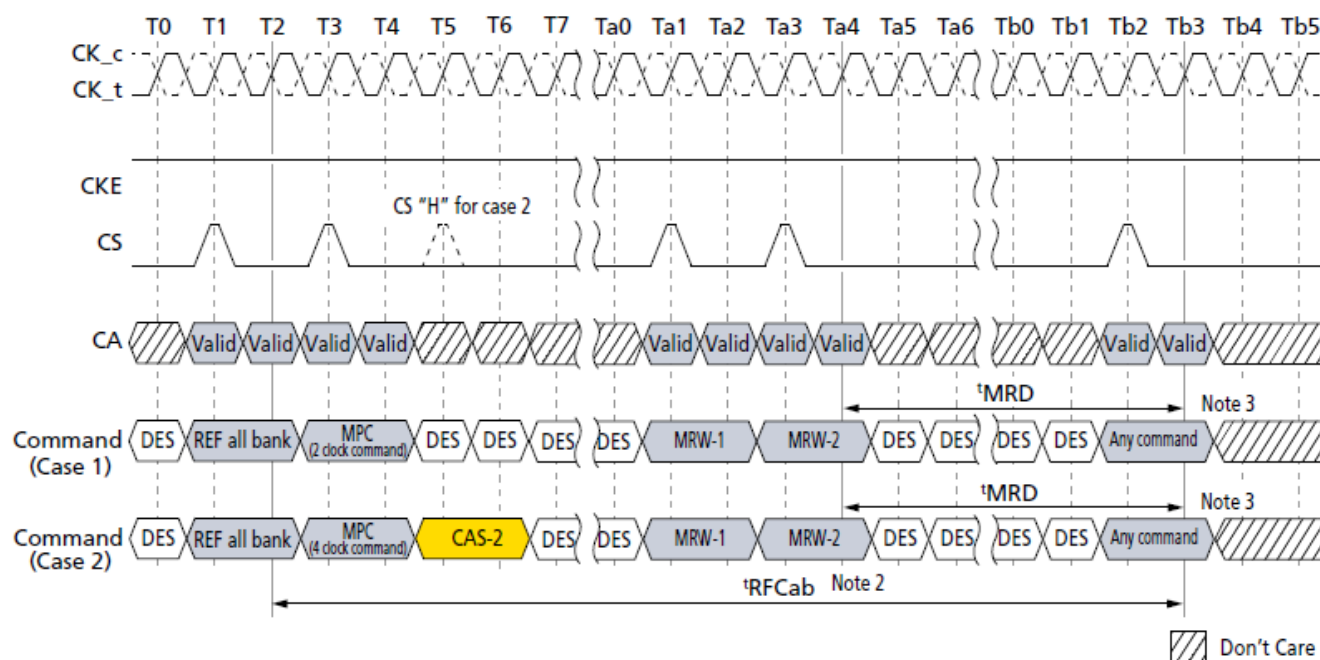 T0 T1 T2 T3 T4 T5 T6 T7 Ta0 Ta1 Ta2 Ta3 Ta4 Ta5 Ta6 Tb0 Tb1 Tb2 Tb3 Tb4 Tb5
CK_c
CK_t
CKE
CS "H" for case 2
CS
CA Valid Valid Valid Valid Valid Valid Valid Valid Valid Valid
tMRD Note 3
Command (Case 1)
DES REF all bank MPC (2 clock command) DES DES DES DES MRW-1 MRW-2 DES DES DES DES Any command
tMRD Note 3
Command (Case 2)
DES REF all bank MPC (4 clock command) CAS-2 DES DES MRW-1 MRW-2 DES DES DES DES Any command
tRFCab Note 2
Don't Care